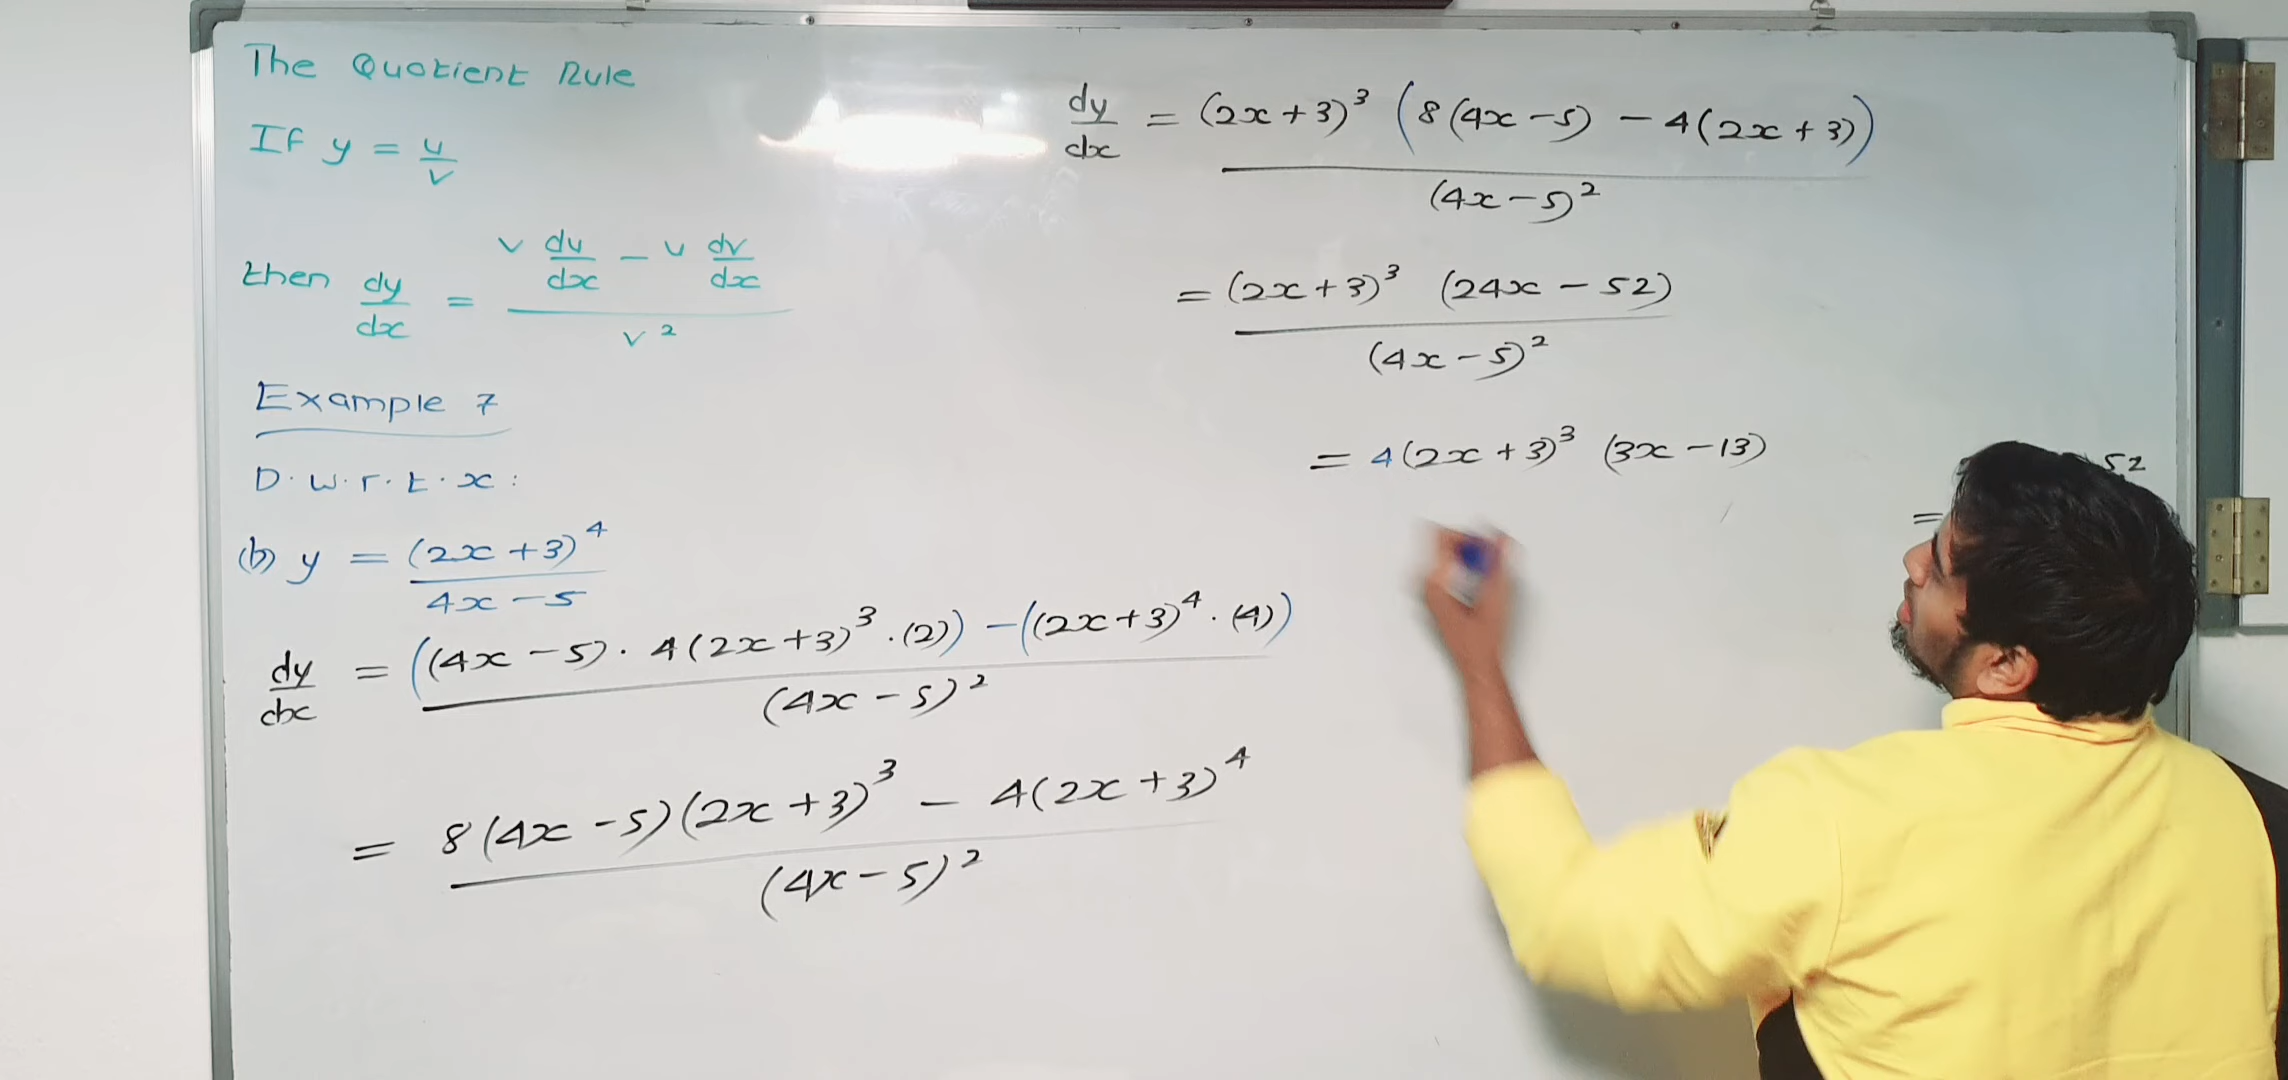 The Quotient Rule
If y = u/v
then dy/dx = (v du/dx - u dv/dx) / v²
Example 7
D.w.r.t.x:
(b) y = (2x+3)⁴ / 4x-5
dy/dx = ((4x-5).4(2x+3)³.(2)) - ((2x+3)⁴.(4)) / (4x-5)²
= 8(4x-5)(2x+3)³ - 4(2x+3)⁴ / (4x-5)²
dy/dx = (2x+3)³ (8(4x-5) - 4(2x+3)) / (4x-5)²
= (2x+3)³ (24x-52) / (4x-5)²
= 4(2x+3)³ (3x-13)
52
=